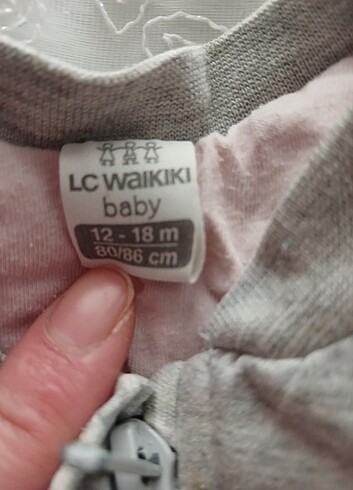 LC WAIKIKI
baby
12 - 18 m
80/86 cm